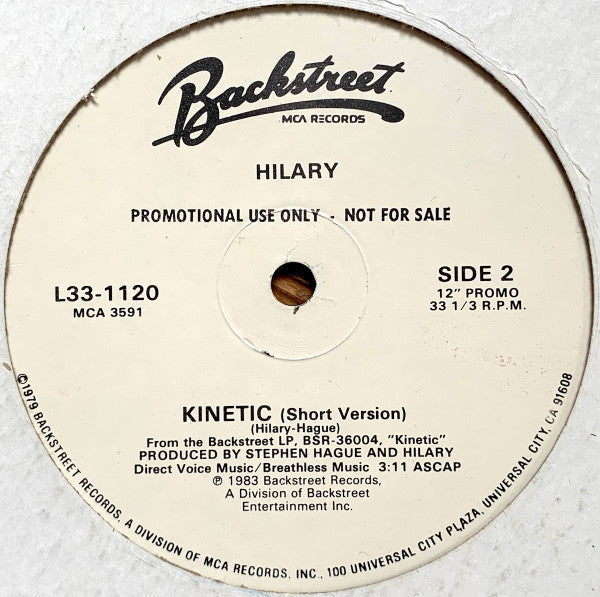 Backstreet
MCA RECORDS
HILARY
PROMOTIONAL USE ONLY - NOT FOR SALE
L33-1120
MCA 3591
SIDE 2
12" PROMO
33 1/3 R.P.M.
KINETIC (Short Version)
(Hilary-Hague)
From the Backstreet LP, BSR-36004, "Kinetic"
PRODUCED BY STEPHEN HAGUE AND HILARY
Direct Voice Music/Breathless Music 3:11 ASCAP
℗ 1983 Backstreet Records,
A Division of Backstreet
Entertainment Inc.
©1979 BACKSTREET RECORDS, A DIVISION OF MCA RECORDS, INC., 100 UNIVERSAL CITY PLAZA, UNIVERSAL CITY, CA 91608